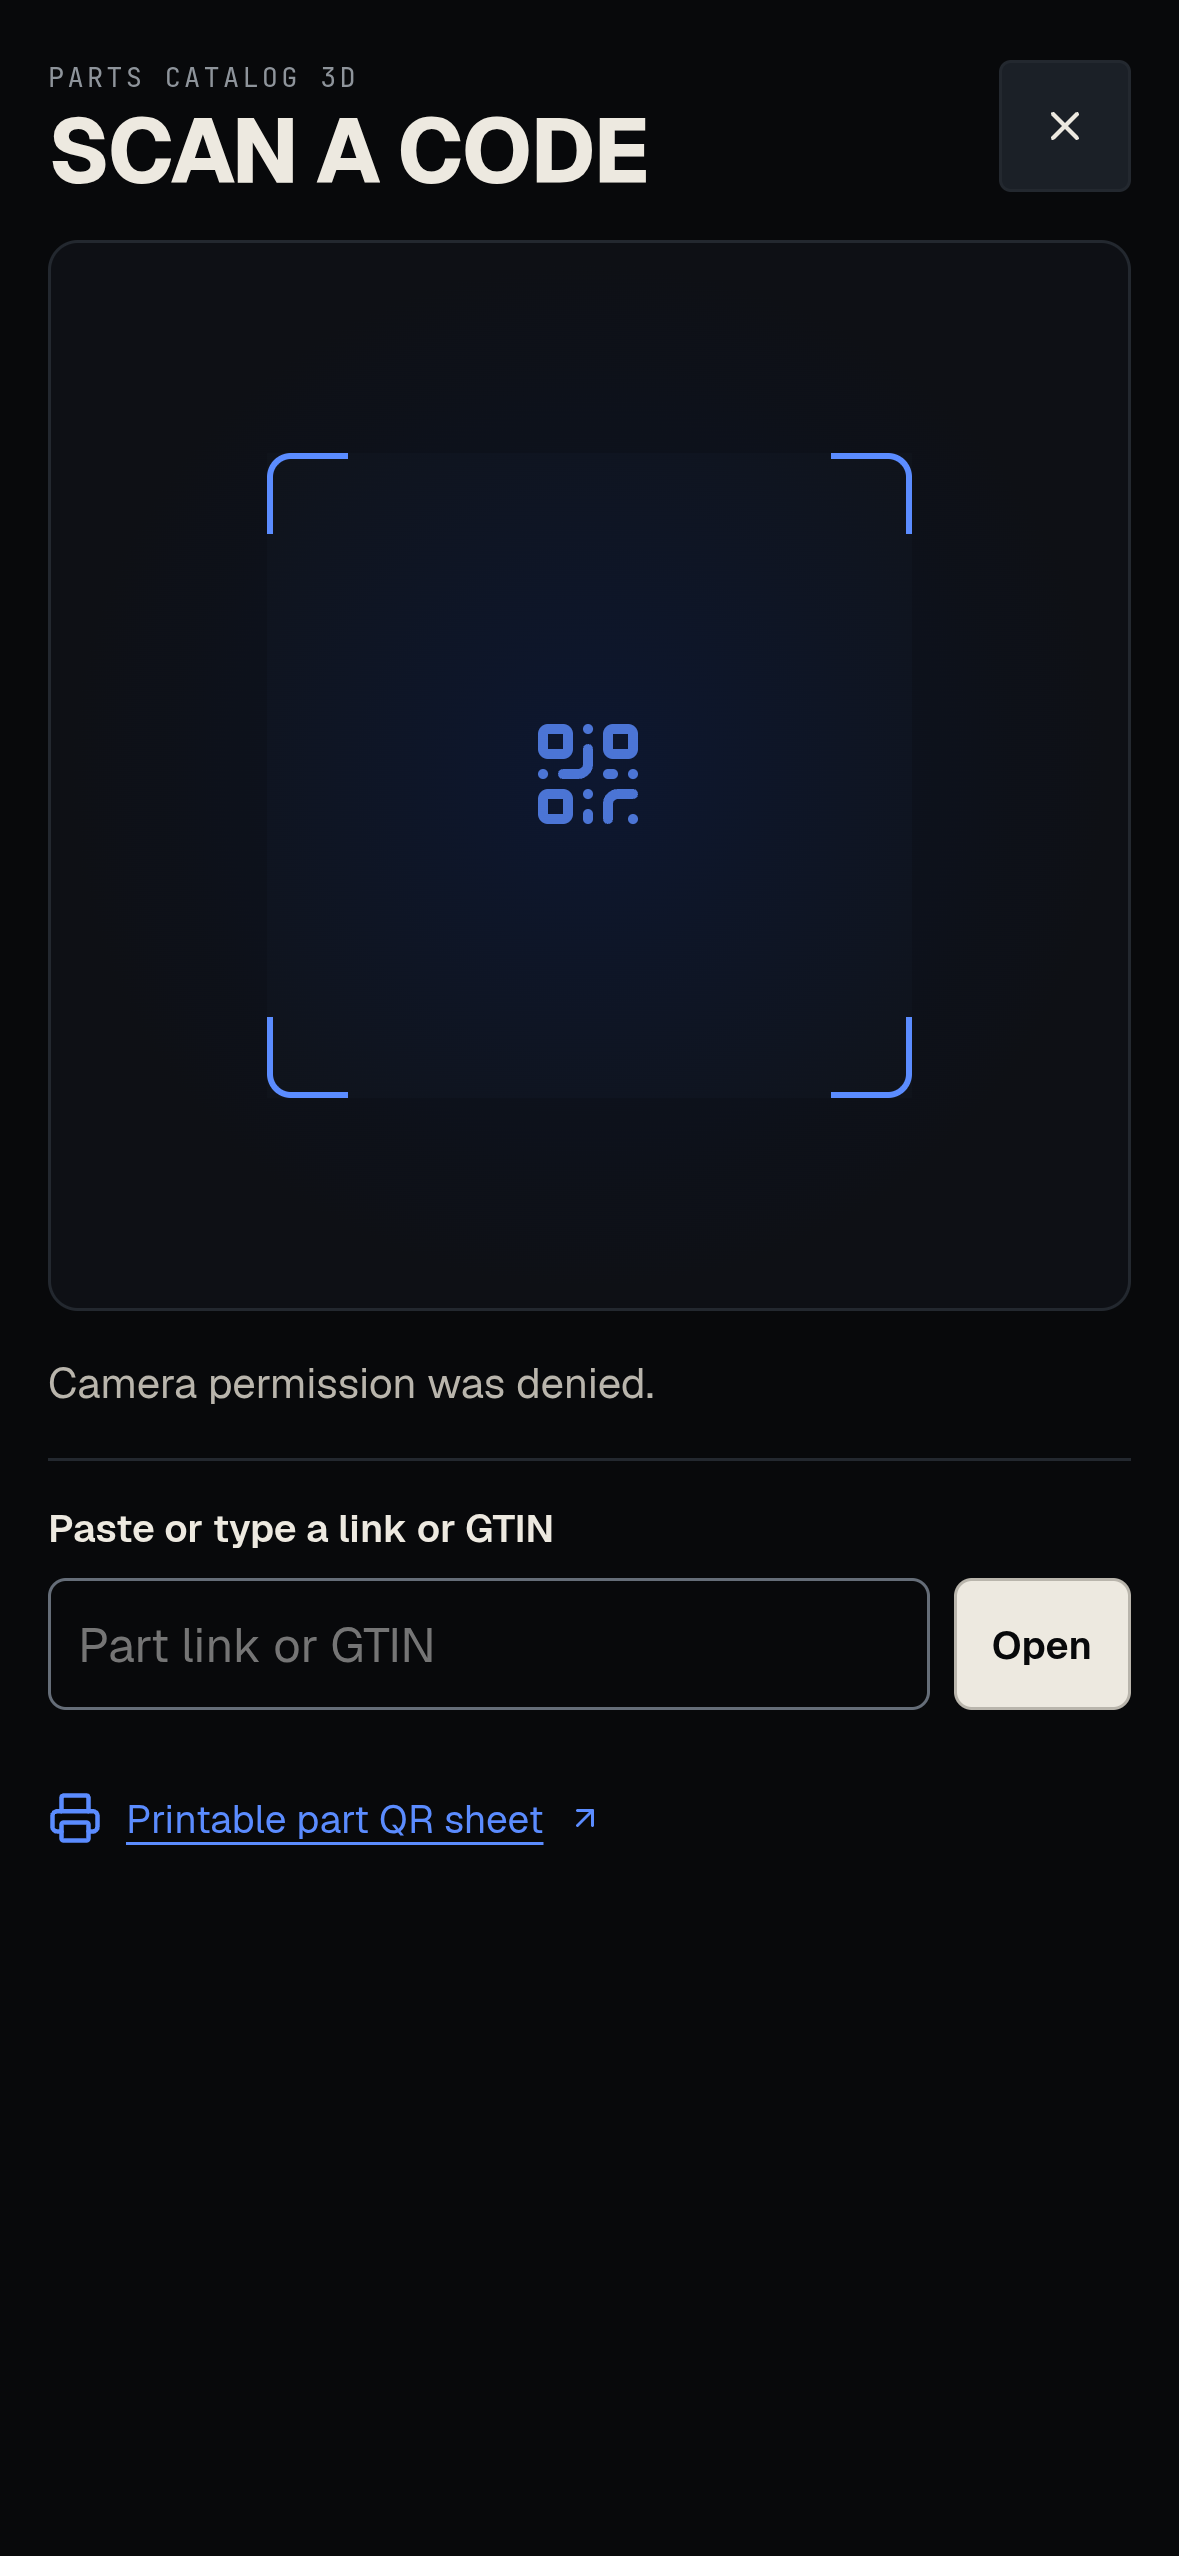 PARTS CATALOG 3D
SCAN A CODE
Camera permission was denied.
Paste or type a link or GTIN
Part link or GTIN
Open
Printable part QR sheet